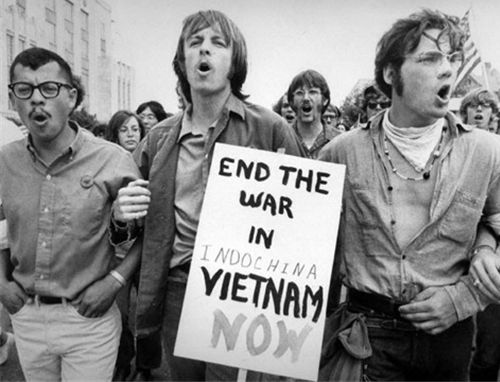 END THE
WAR
IN
INDOCHINA
VIETNAM
NOW